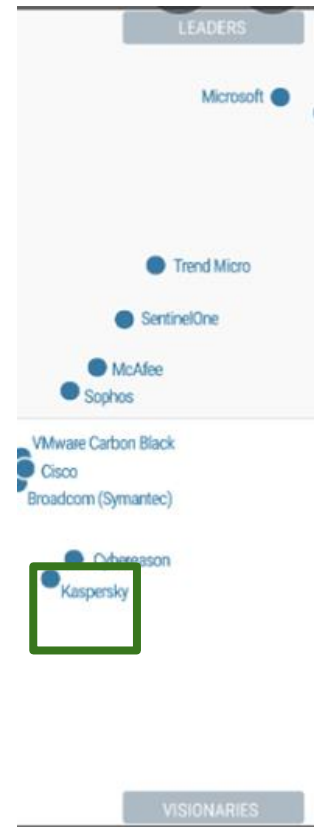 LEADERS
Microsoft
Trend Micro
SentinelOne
McAfee
Sophos
VMware Carbon Black
Cisco
Broadcom (Symantec)
Cybereason
Kaspersky
VISIONARIES